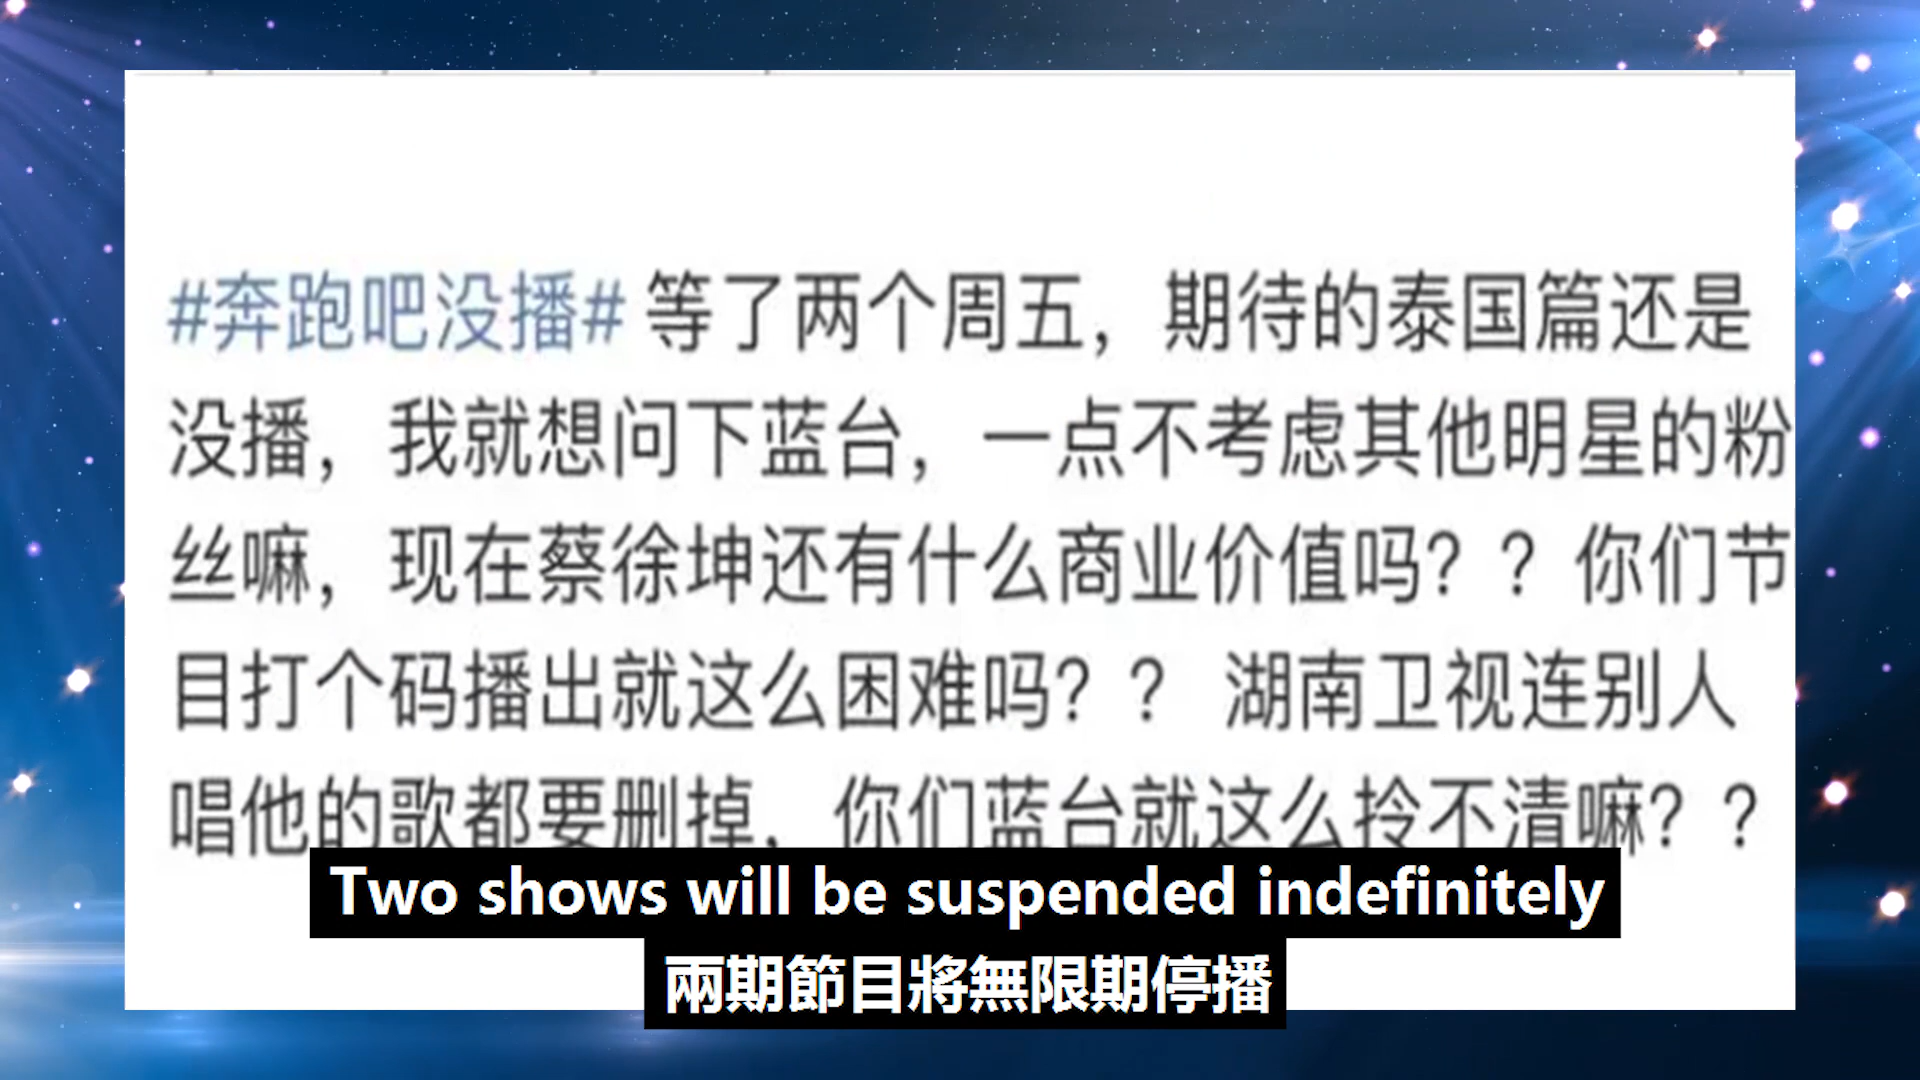 #奔跑吧没播# 等了两个周五，期待的泰国篇还是
没播，我就想问下蓝台，一点不考虑其他明星的粉
丝嘛，现在蔡徐坤还有什么商业价值吗？？你们节
目打个码播出就这么困难吗？？ 湖南卫视连别人
唱他的歌都要删掉，你们蓝台就这么拎不清嘛？？
Two shows will be suspended indefinitely
兩期節目將無限期停播